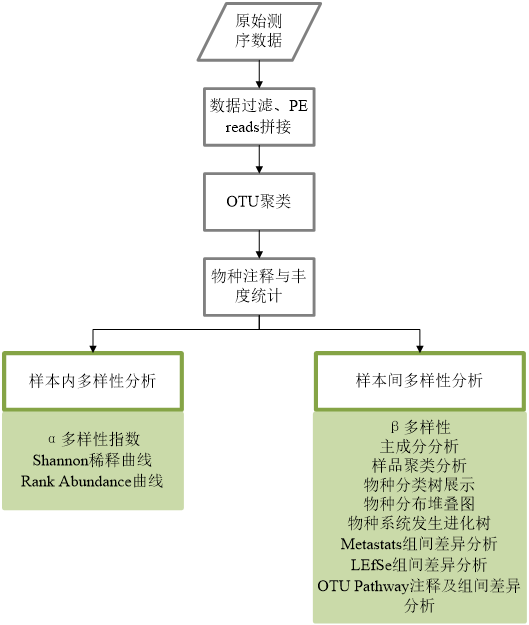 原始测
序数据
数据过滤、PE
reads拼接
OTU聚类
物种注释与丰
度统计
样本内多样性分析
α多样性指数
Shannon稀释曲线
Rank Abundance曲线
样本间多样性分析
β多样性
主成分分析
样品聚类分析
物种分类树展示
物种分布堆叠图
物种系统发生进化树
Metastats组间差异分析
LEfSe组间差异分析
OTU Pathway注释及组间差异
分析